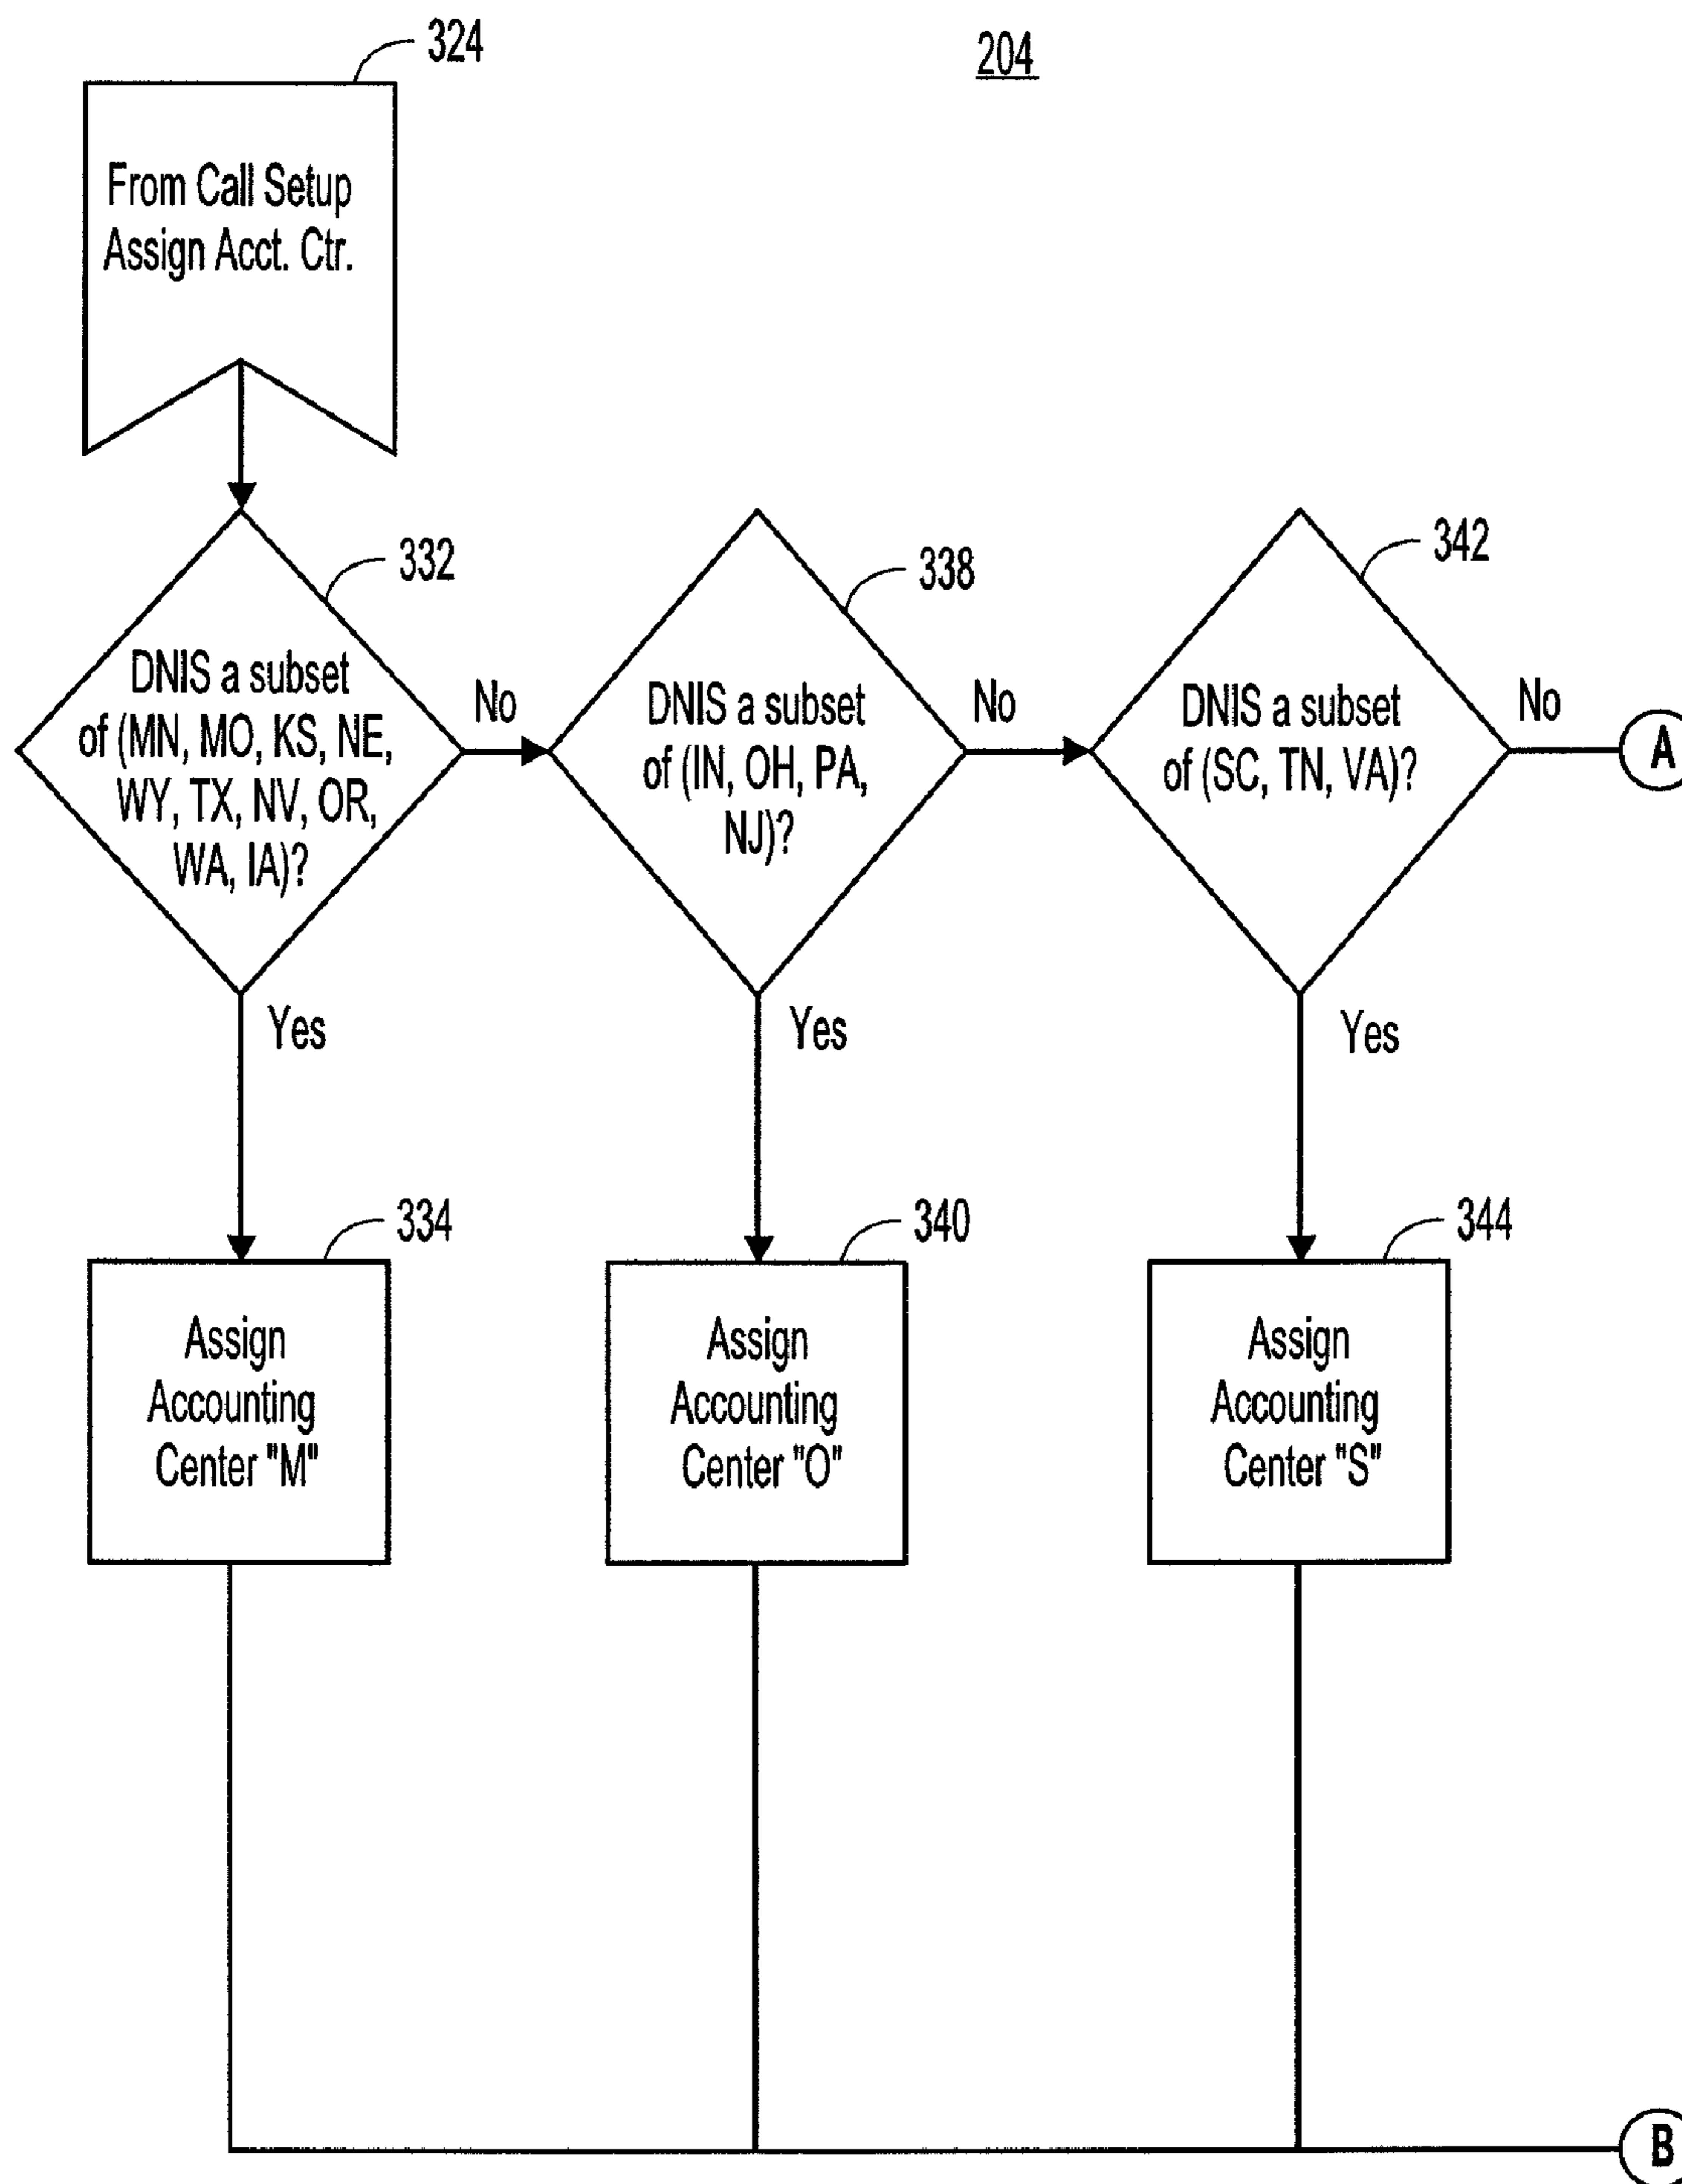 324
204
From Call Setup
Assign Acct. Ctr.
332
DNIS a subset
of (MN, MO, KS, NE,
WY, TX, NV, OR,
WA, IA)?
No
338
DNIS a subset
of (IN, OH, PA,
NJ)?
No
342
DNIS a subset
of (SC, TN, VA)?
No
A
Yes
Yes
Yes
334
Assign
Accounting
Center "M"
340
Assign
Accounting
Center "O"
344
Assign
Accounting
Center "S"
B